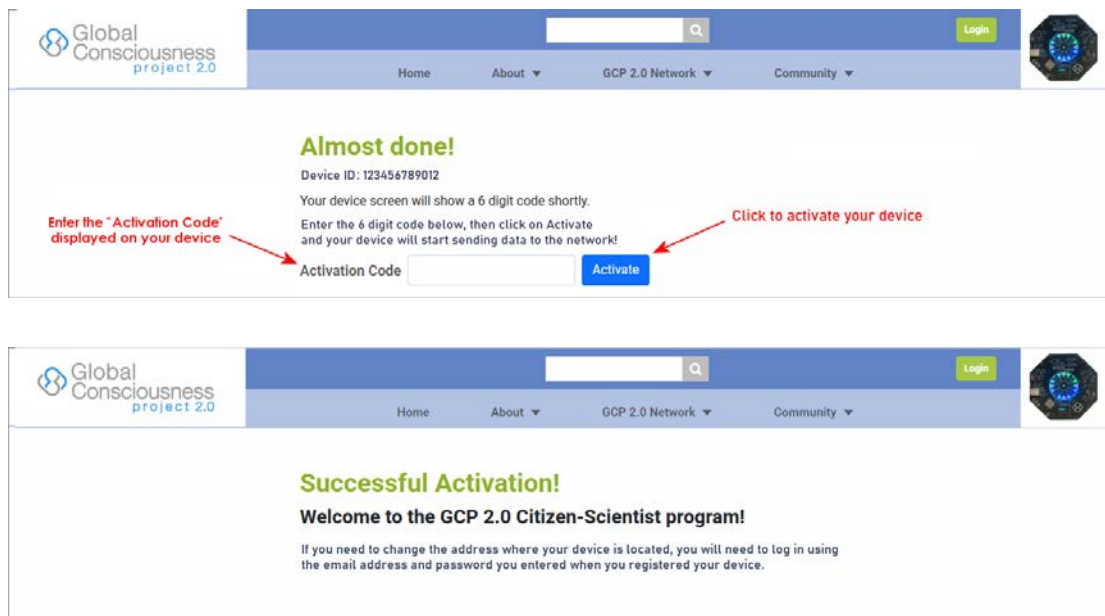 Global
Consciousness
project 2.0
Login
Home About GCP 2.0 Network Community
Almost done!
Device ID: 123456789012
Your device screen will show a 6 digit code shortly.
Enter the 6 digit code below, then click on Activate
and your device will start sending data to the network!
Enter the "Activation Code"
displayed on your device
Click to activate your device
Activation Code
Activate
Global
Consciousness
project 2.0
Login
Home About GCP 2.0 Network Community
Successful Activation!
Welcome to the GCP 2.0 Citizen-Scientist program!
If you need to change the address where your device is located, you will need to log in using
the email address and password you entered when you registered your device.